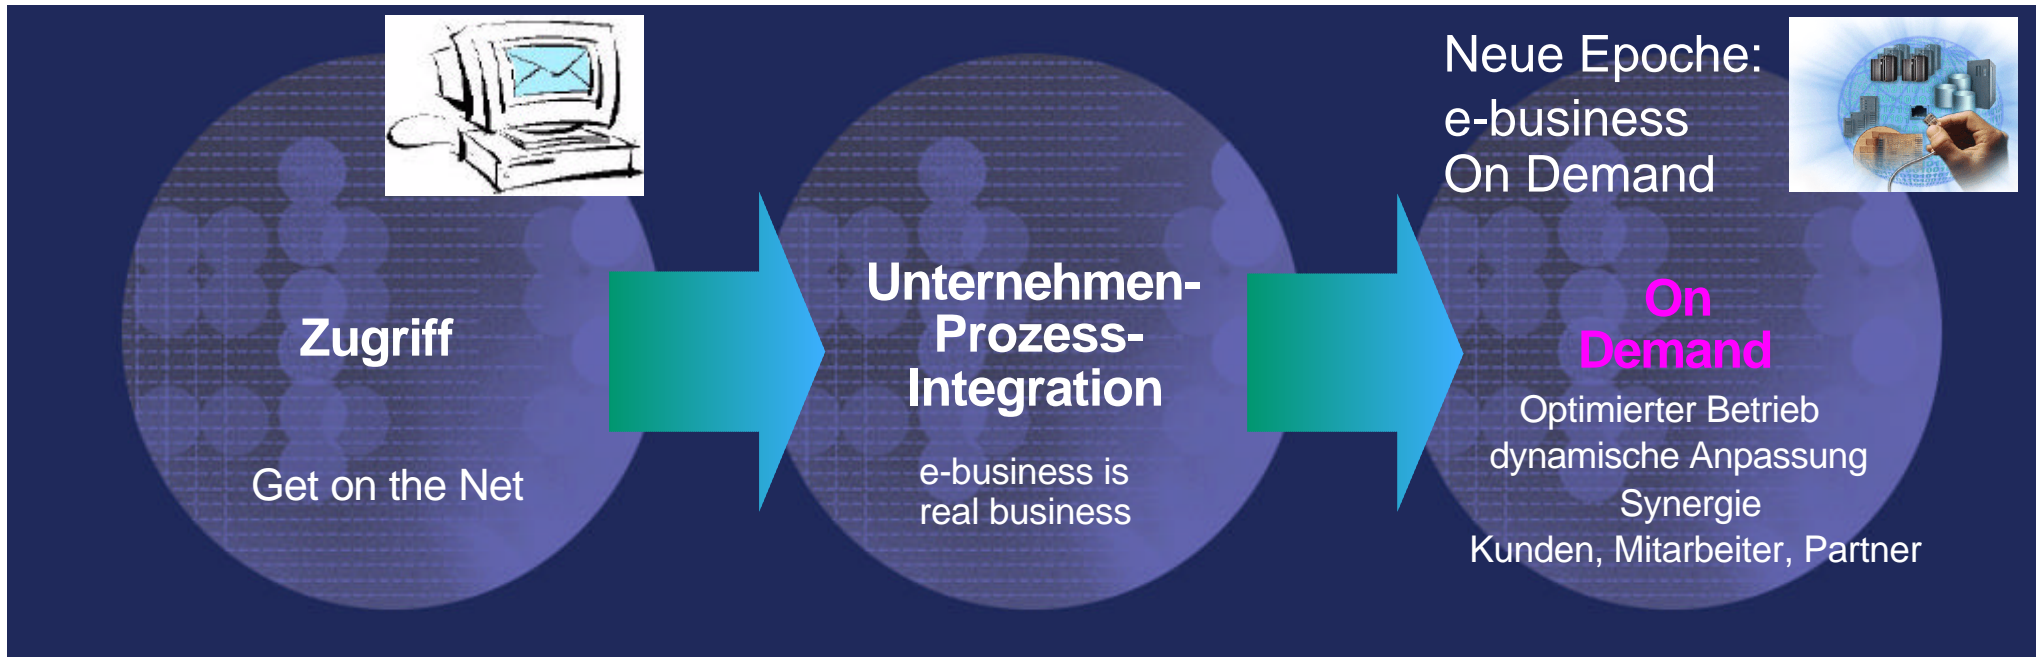 Zugriff
Get on the Net
Unternehmen-
Prozess-
Integration
e-business is
real business
Neue Epoche:
e-business
On Demand
On
Demand
Optimierter Betrieb
dynamische Anpassung
Synergie
Kunden, Mitarbeiter, Partner